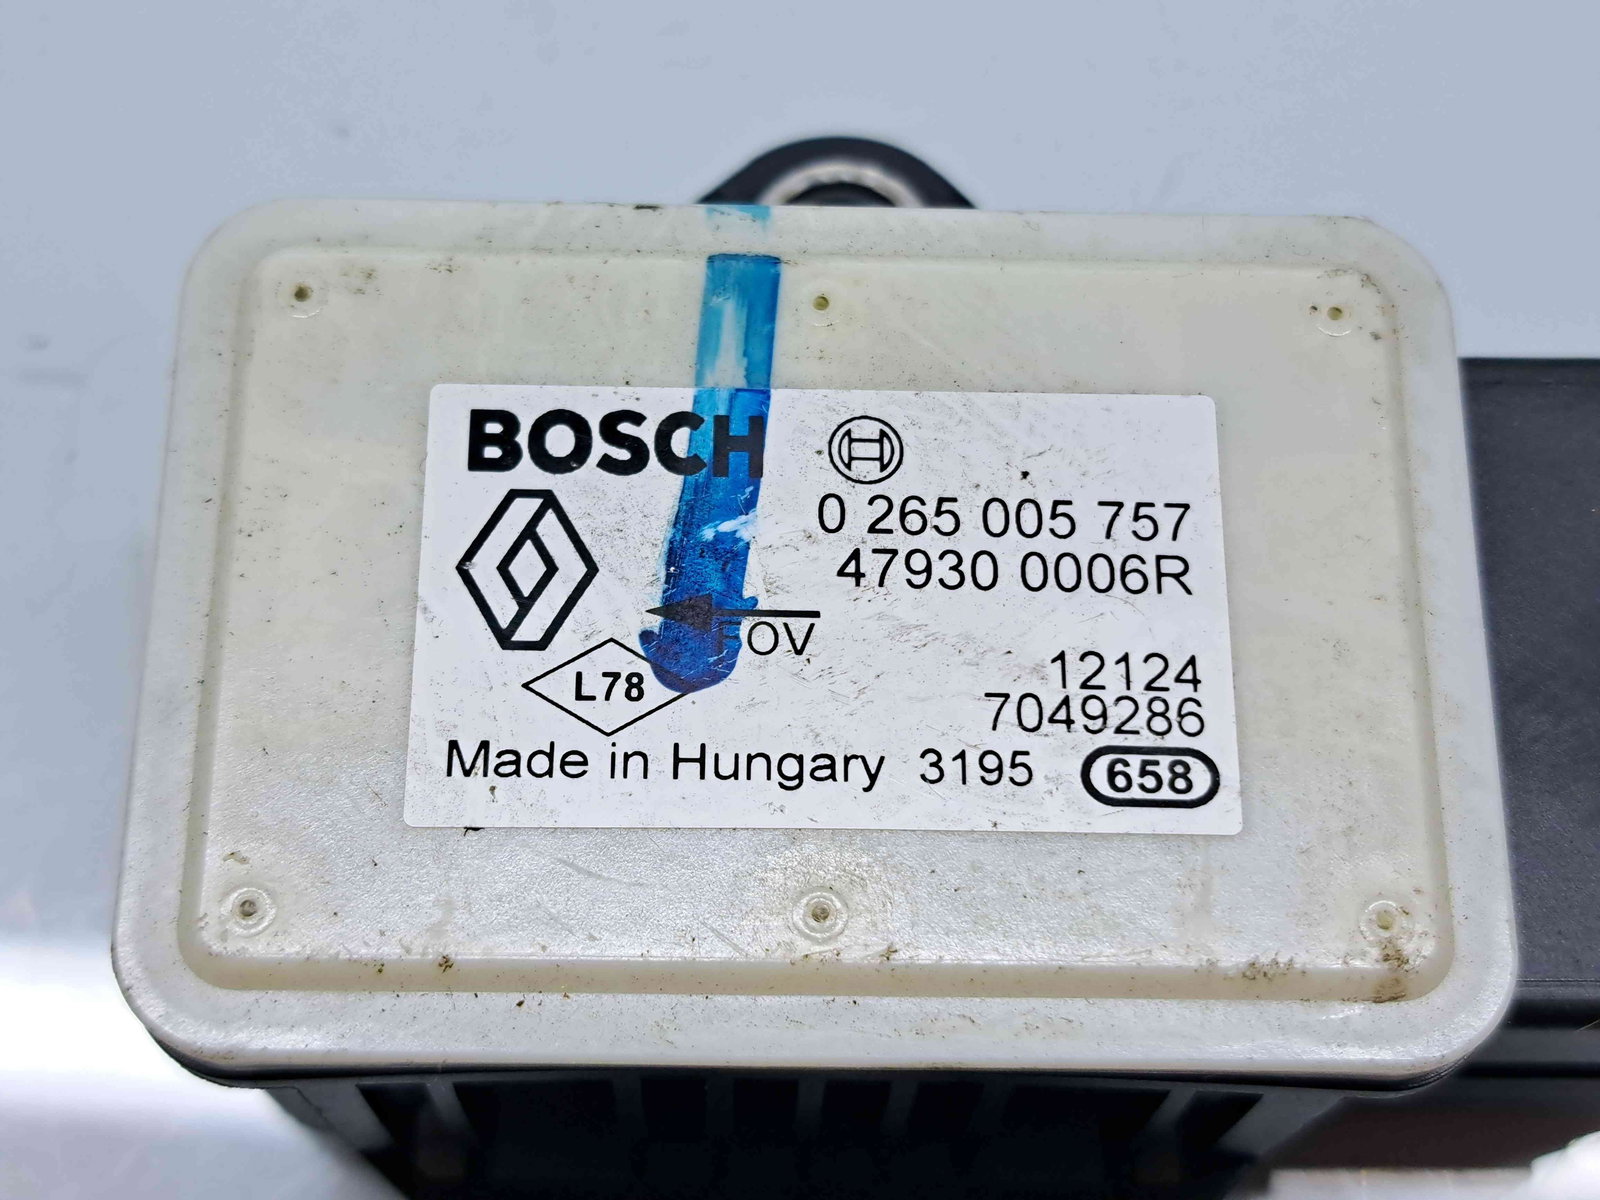 BOSCH
0 265 005 757
47930 0006R
FOV
L78
12124
7049286
Made in Hungary 3195 658